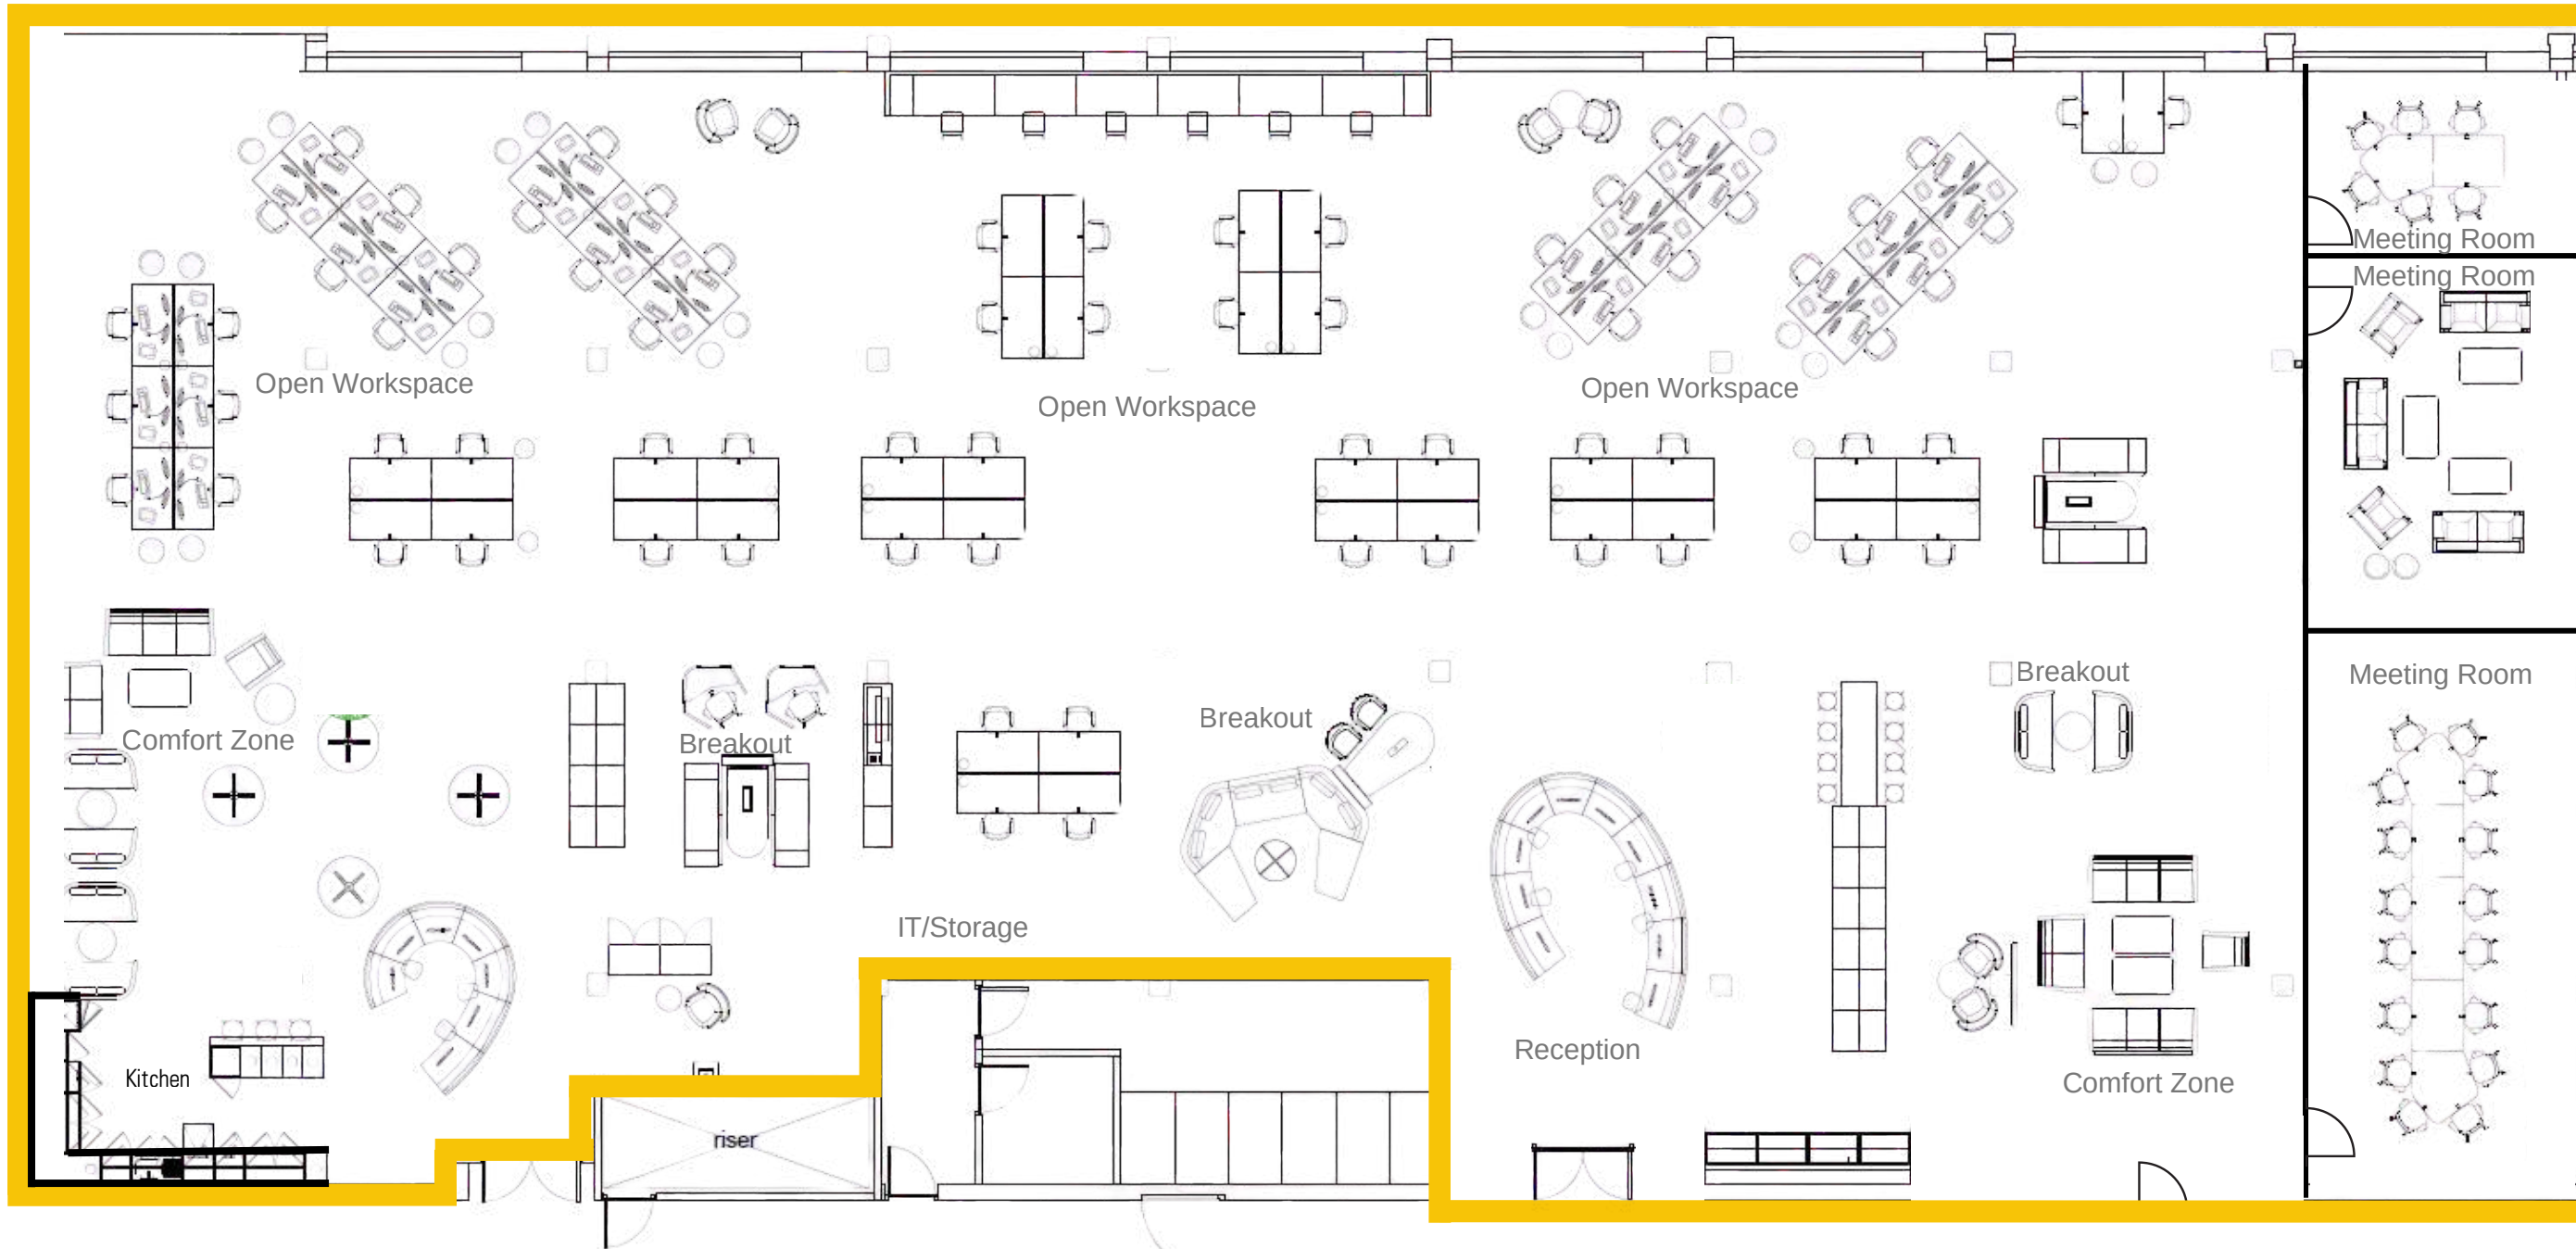 Meeting Room
Meeting Room
Open Workspace
Open Workspace
Open Workspace
Breakout
Meeting Room
Breakout
Comfort Zone
Breakout
IT/Storage
Reception
Kitchen
Comfort Zone
riser